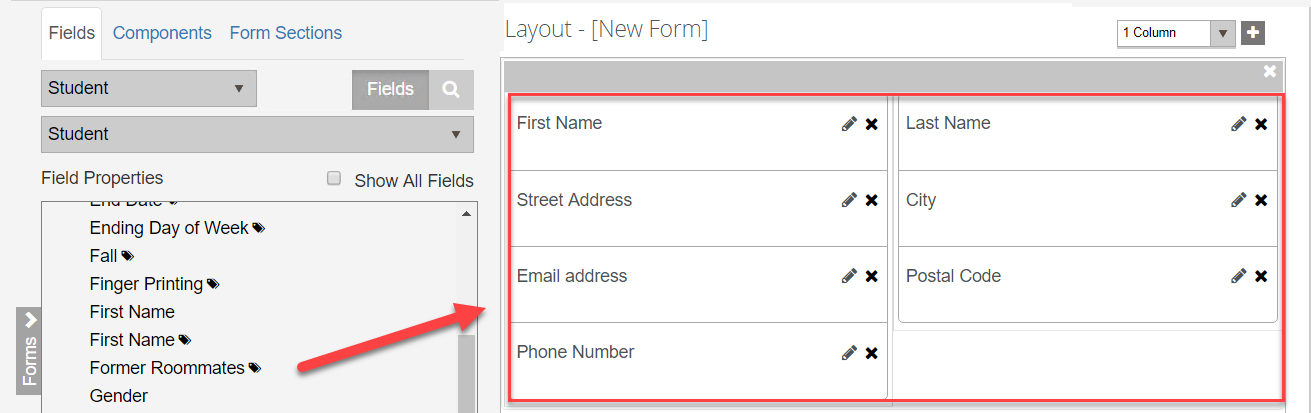 Fields Components Form Sections
Layout - [New Form]
1 Column
Student
Fields
Student
Field Properties
Show All Fields
End Date
Ending Day of Week
Fall
Finger Printing
First Name
First Name
Former Roommates
Gender
Forms
First Name
Last Name
Street Address
City
Email address
Postal Code
Phone Number